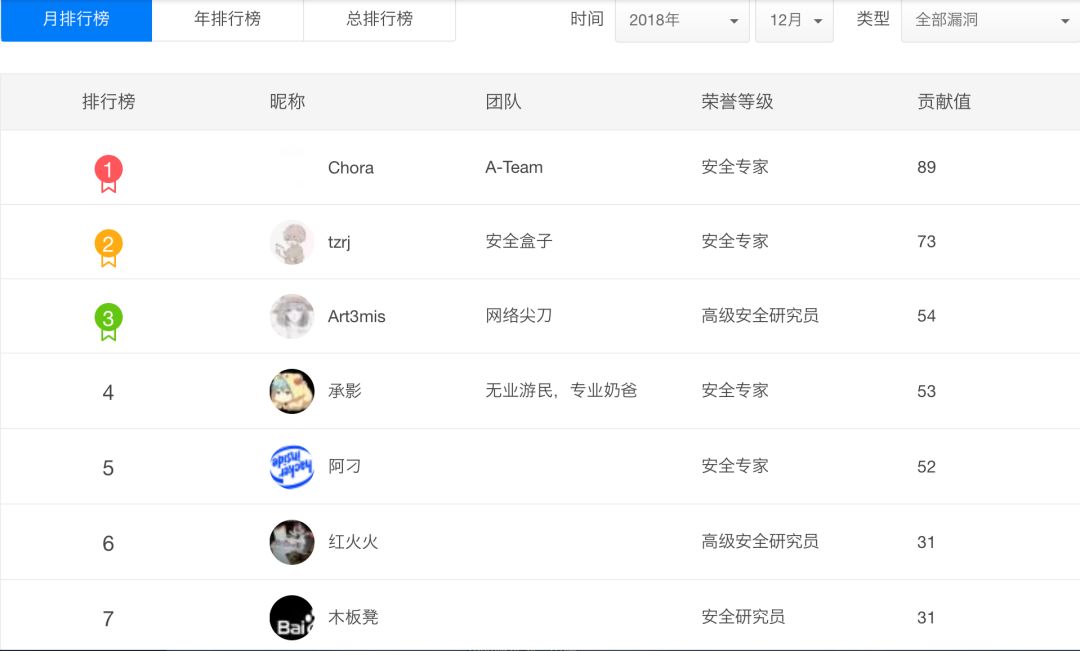 月排行榜 年排行榜 总排行榜 时间 2018年 12月 类型 全部漏洞
排行榜 昵称 团队 荣誉等级 贡献值
1 Chora A-Team 安全专家 89
2 tzrj 安全盒子 安全专家 73
3 Art3mis 网络尖刀 高级安全研究员 54
4 承影 无业游民，专业奶爸 安全专家 53
hacker inside
5 阿刁 安全专家 52
6 红火火 高级安全研究员 31
7 木板凳 安全研究员 31
Bai